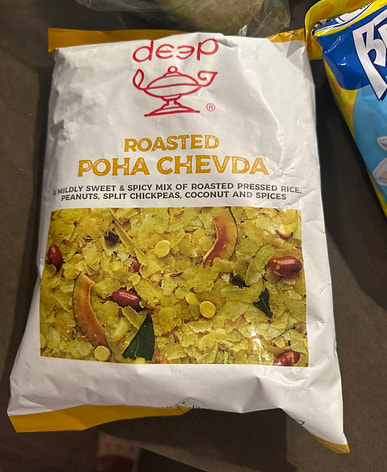 deep
®
ROASTED
POHA CHEVDA
MILDLY SWEET & SPICY MIX OF ROASTED PRESSED RICE,
PEANUTS, SPLIT CHICKPEAS, COCONUT AND SPICES